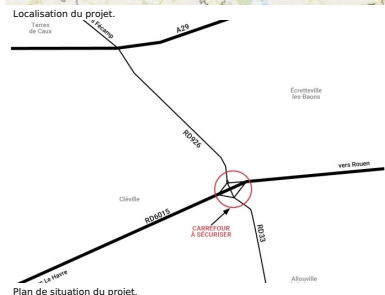 Localisation du projet.
Terres
de Caux
Fécamp
A29
Écretteville
les-Baons
RD926
vers Rouen
Cléville
RD6015
CARREFOUR
À SÉCURISER
RD33
Le Havre
Allouville
Plan de situation du projet.